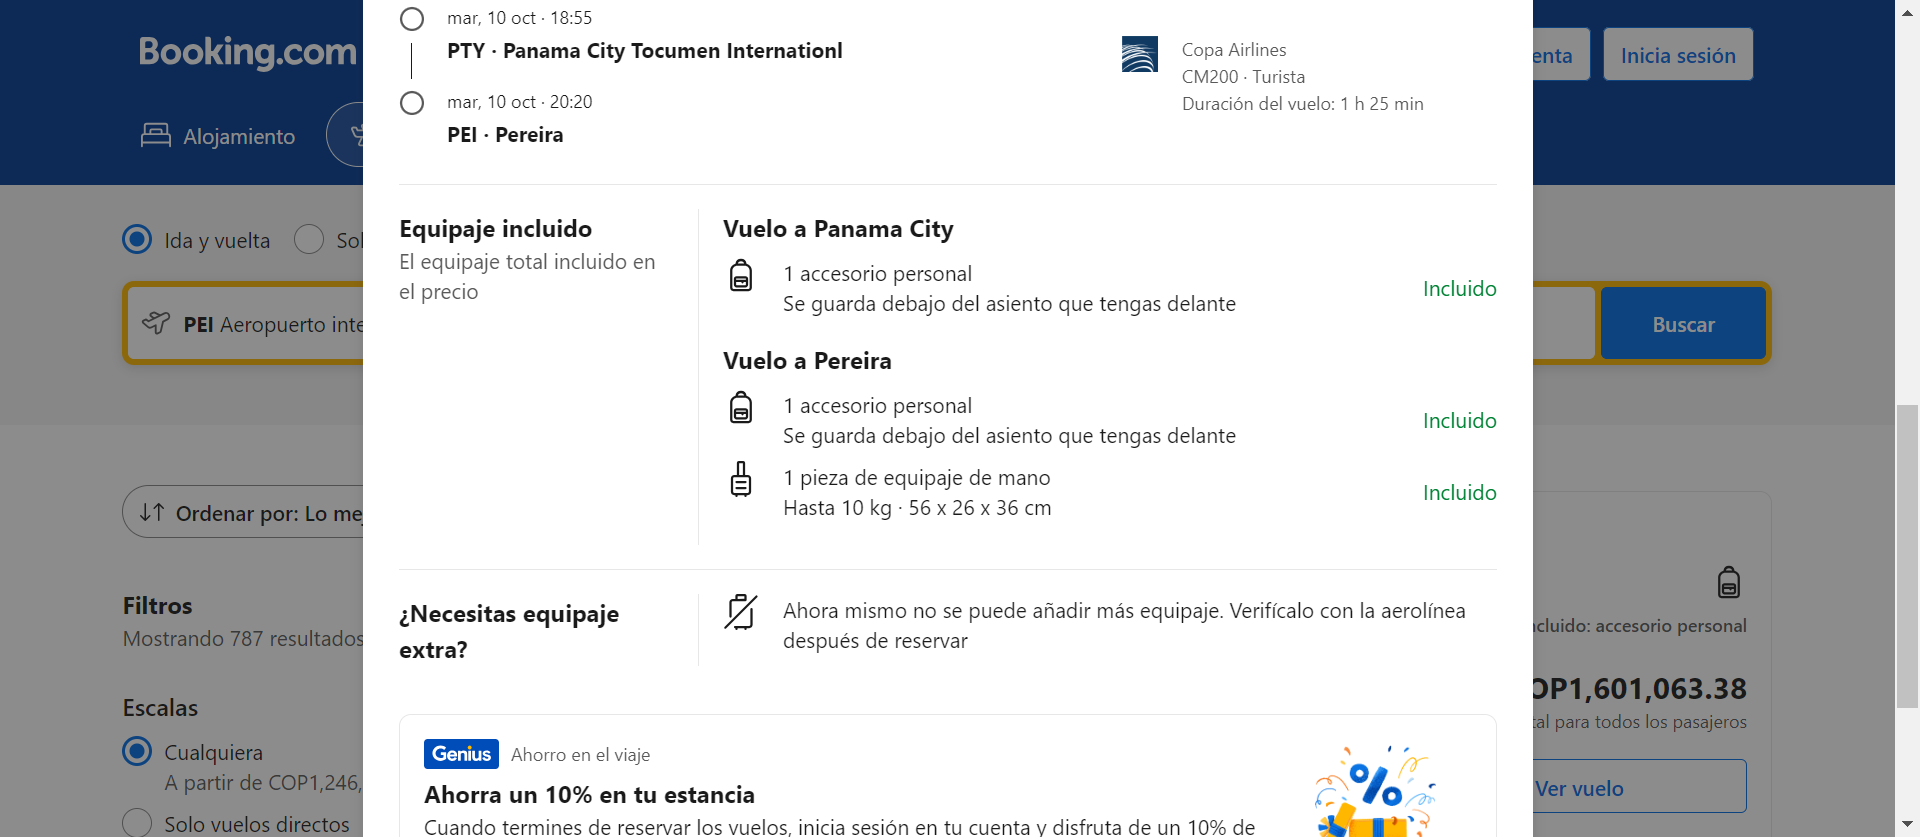 mar, 10 oct · 18:55
PTY · Panama City Tocumen Internationl
Copa Airlines
CM200 · Turista
Duración del vuelo: 1 h 25 min
mar, 10 oct · 20:20
PEI · Pereira
Booking.com
Inicia sesión
Alojamiento
Ida y vuelta
PEI Aeropuerto
Buscar
Ordenar por: Lo
Filtros
Mostrando 787 resultados
Escalas
Cualquiera
A partir de COP1,246,
Solo vuelos directos
Equipaje incluido
El equipaje total incluido en
el precio
Vuelo a Panama City
1 accesorio personal
Se guarda debajo del asiento que tengas delante
Incluido
Vuelo a Pereira
1 accesorio personal
Se guarda debajo del asiento que tengas delante
Incluido
1 pieza de equipaje de mano
Hasta 10 kg · 56 x 26 x 36 cm
Incluido
¿Necesitas equipaje
extra?
Ahora mismo no se puede añadir más equipaje. Verifícalo con la aerolínea
después de reservar
Genius
Ahorro en el viaje
Ahorra un 10% en tu estancia
Cuando termines de reservar los vuelos, inicia sesión en tu cuenta y disfruta de un 10% de
%
accesorio personal
OP1,601,063.38
para todos los pasajeros
Ver vuelo